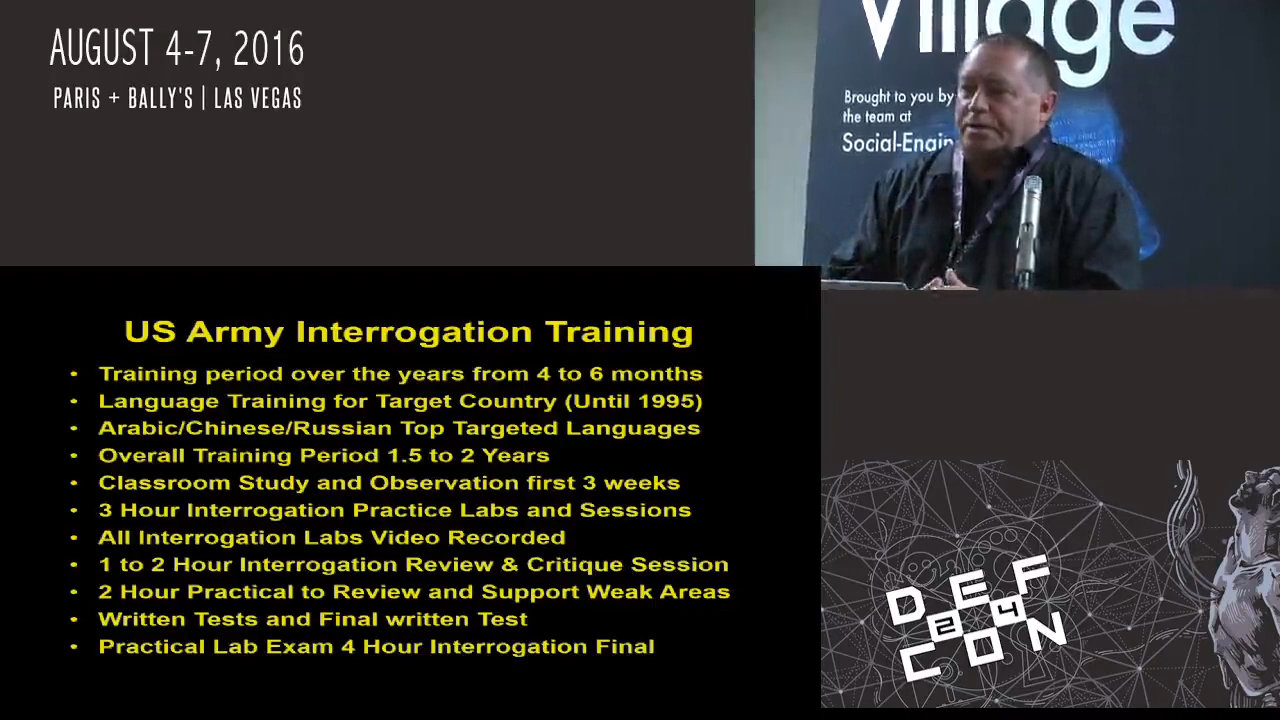 AUGUST 4-7, 2016
PARIS + BALLY'S | LAS VEGAS
Village
Brought to you by
the team at
Social-Engin
US Army Interrogation Training
• Training period over the years from 4 to 6 months
• Language Training for Target Country (Until 1995)
• Arabic/Chinese/Russian Top Targeted Languages
• Overall Training Period 1.5 to 2 Years
• Classroom Study and Observation first 3 weeks
• 3 Hour Interrogation Practice Labs and Sessions
• All Interrogation Labs Video Recorded
• 1 to 2 Hour Interrogation Review & Critique Session
• 2 Hour Practical to Review and Support Weak Areas
• Written Tests and Final written Test
• Practical Lab Exam 4 Hour Interrogation Final
DEF
24
CON